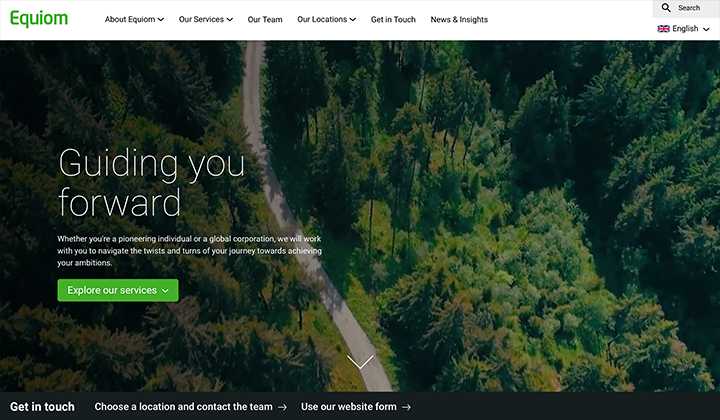 Equiom
About Equiom
Our Services
Our Team
Our Locations
Get in Touch
News & Insights
Search
English
Guiding you
forward
Whether you're a pioneering individual or a global corporation, we will work
with you to navigate the twists and turns of your journey towards achieving
your ambitions.
Explore our services
Get in touch
Choose a location and contact the team
Use our website form